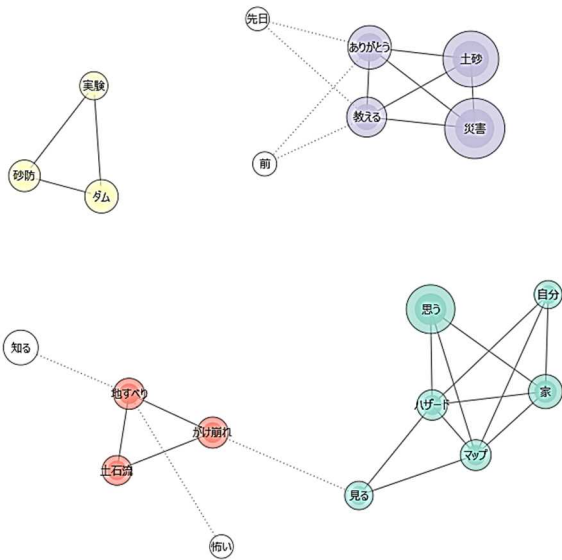 先日
ありがとう
土砂
実験
教える
災害
前
砂防
ダム
自分
思う
知る
地すべり
家
ハザード
がけ崩れ
マップ
土石流
見る
怖い